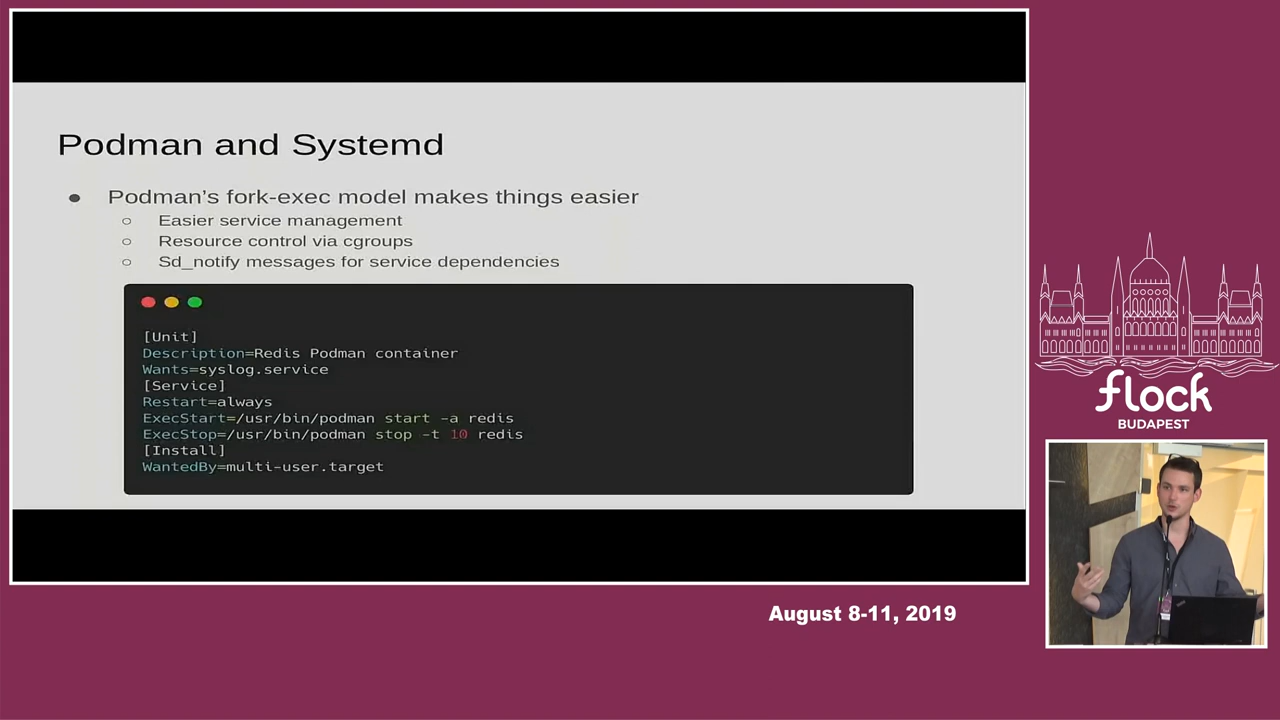 Podman and Systemd
● Podman's fork-exec model makes things easier
○ Easier service management
○ Resource control via cgroups
○ Sd_notify messages for service dependencies
[Unit]
Description=Redis Podman container
Wants=syslog.service
[Service]
Restart=always
ExecStart=/usr/bin/podman start -a redis
ExecStop=/usr/bin/podman stop -t 10 redis
[Install]
WantedBy=multi-user.target
flock
BUDAPEST
August 8-11, 2019